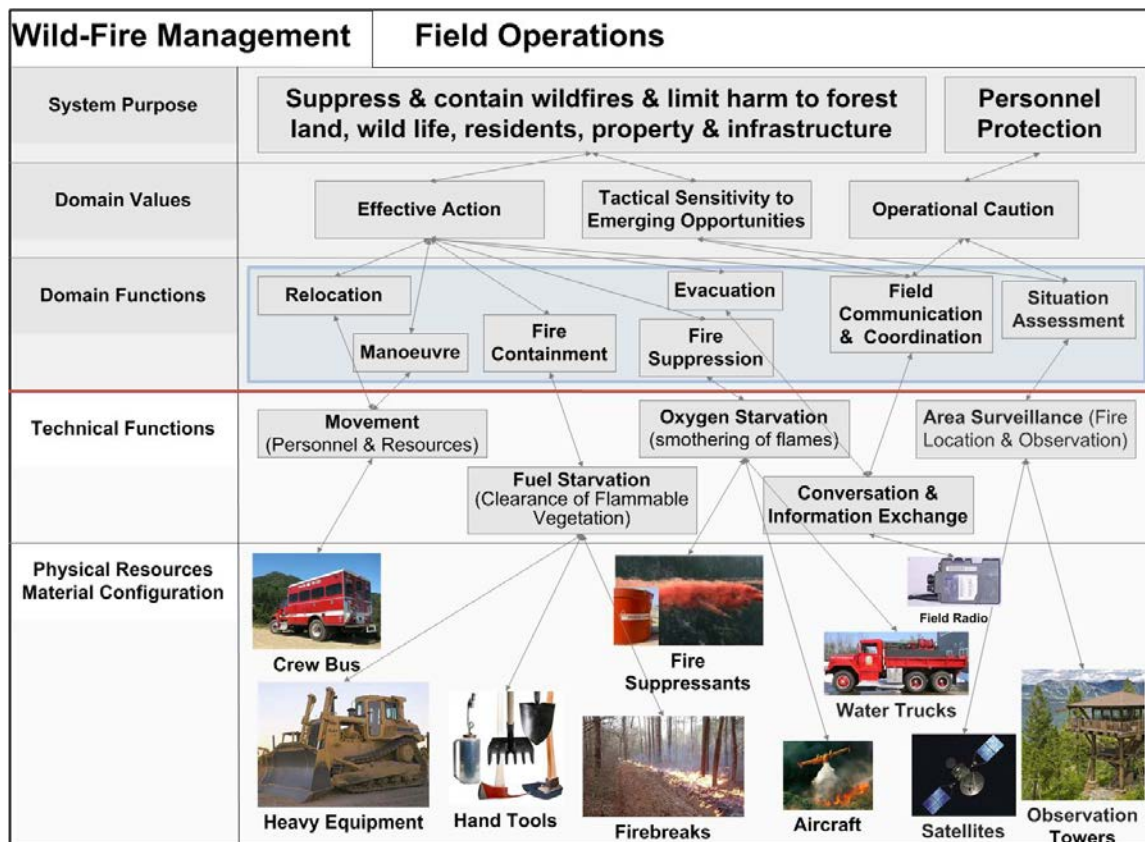 Wild-Fire Management
Field Operations
System Purpose
Suppress & contain wildfires & limit harm to forest
land, wild life, residents, property & infrastructure
Personnel
Protection
Domain Values
Effective Action
Tactical Sensitivity to
Emerging Opportunities
Operational Caution
Domain Functions
Relocation
Manoeuvre
Fire
Containment
Evacuation
Fire
Suppression
Field
Communication
& Coordination
Situation
Assessment
Technical Functions
Movement
(Personnel & Resources)
Fuel Starvation
(Clearance of Flammable
Vegetation)
Oxygen Starvation
(smothering of flames)
Conversation &
Information Exchange
Area Surveillance (Fire
Location & Observation)
Physical Resources
Material Configuration
Crew Bus
Fire
Suppressants
Field Radio
Water Trucks
Heavy Equipment
Hand Tools
Firebreaks
Aircraft
Satellites
Observation
Towers